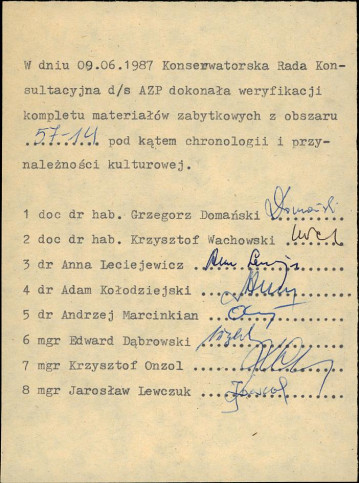 W dniu 09.06.1987 Konserwatorska Rada Kon-
sultacyjna d/s AZP dokonała weryfikacji
kompletu materiałów zabytkowych z obszaru
57-14 pod kątem chronologii i przy-
należności kulturowej.
1 doc dr hab. Grzegorz Domański Domański
2 doc dr hab. Krzysztof Wachowski
3 dr Anna Leciejewicz
4 dr Adam Kołodziejski
5 dr Andrzej Marcinkian
6 mgr Edward Dąbrowski
7 mgr Krzysztof Onzol
8 mgr Jarosław Lewczuk